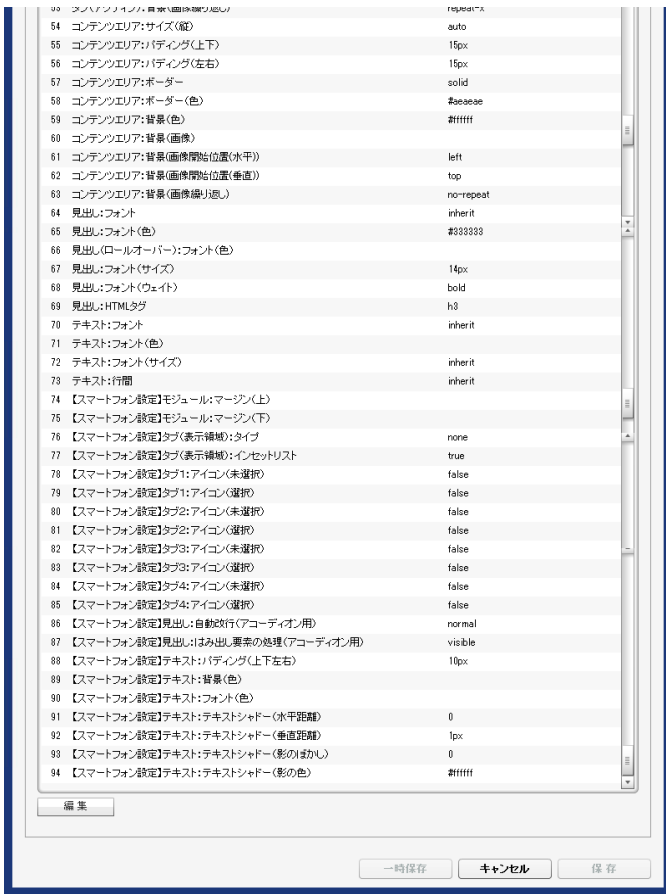 53 タブ(アクティブ):背景(画像繰り返し) repeat-x
54 コンテンツエリア:サイズ(縦) auto
55 コンテンツエリア:パディング(上下) 15px
56 コンテンツエリア:パディング(左右) 15px
57 コンテンツエリア:ボーダー solid
58 コンテンツエリア:ボーダー(色) #aeaeae
59 コンテンツエリア:背景(色) #ffffff
60 コンテンツエリア:背景(画像)
61 コンテンツエリア:背景(画像開始位置(水平)) left
62 コンテンツエリア:背景(画像開始位置(垂直)) top
63 コンテンツエリア:背景(画像繰り返し) no-repeat
64 見出し:フォント inherit
65 見出し:フォント(色) #333333
66 見出し(ロールオーバー):フォント(色)
67 見出し:フォント(サイズ) 14px
68 見出し:フォント(ウェイト) bold
69 見出し:HTMLタグ h3
70 テキスト:フォント inherit
71 テキスト:フォント(色)
72 テキスト:フォント(サイズ) inherit
73 テキスト:行間 inherit
74 【スマートフォン設定】モジュール:マージン(上)
75 【スマートフォン設定】モジュール:マージン(下)
76 【スマートフォン設定】タブ(表示領域):タイプ none
77 【スマートフォン設定】タブ(表示領域):インセットリスト true
78 【スマートフォン設定】タブ1:アイコン(未選択) false
79 【スマートフォン設定】タブ1:アイコン(選択) false
80 【スマートフォン設定】タブ2:アイコン(未選択) false
81 【スマートフォン設定】タブ2:アイコン(選択) false
82 【スマートフォン設定】タブ3:アイコン(未選択) false
83 【スマートフォン設定】タブ3:アイコン(選択) false
84 【スマートフォン設定】タブ4:アイコン(未選択) false
85 【スマートフォン設定】タブ4:アイコン(選択) false
86 【スマートフォン設定】見出し:自動改行(アコーディオン用) normal
87 【スマートフォン設定】見出し:はみ出し要素の処理(アコーディオン用) visible
88 【スマートフォン設定】テキスト:パディング(上下左右) 10px
89 【スマートフォン設定】テキスト:背景(色)
90 【スマートフォン設定】テキスト:フォント(色)
91 【スマートフォン設定】テキスト:テキストシャドー(水平距離) 0
92 【スマートフォン設定】テキスト:テキストシャドー(垂直距離) 1px
93 【スマートフォン設定】テキスト:テキストシャドー(影のぼかし) 0
94 【スマートフォン設定】テキスト:テキストシャドー(影の色) #ffffff
編集
一時保存 キャンセル 保存